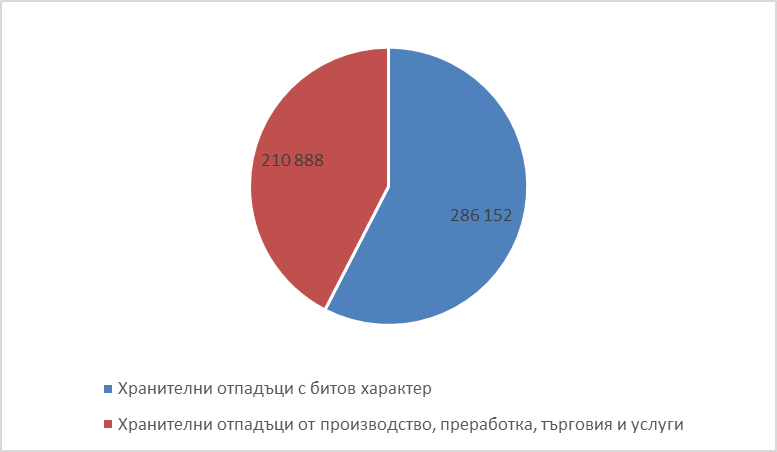 210 888
286 152
Хранителни отпадъци с битов характер
Хранителни отпадъци от производство, преработка, търговия и услуги